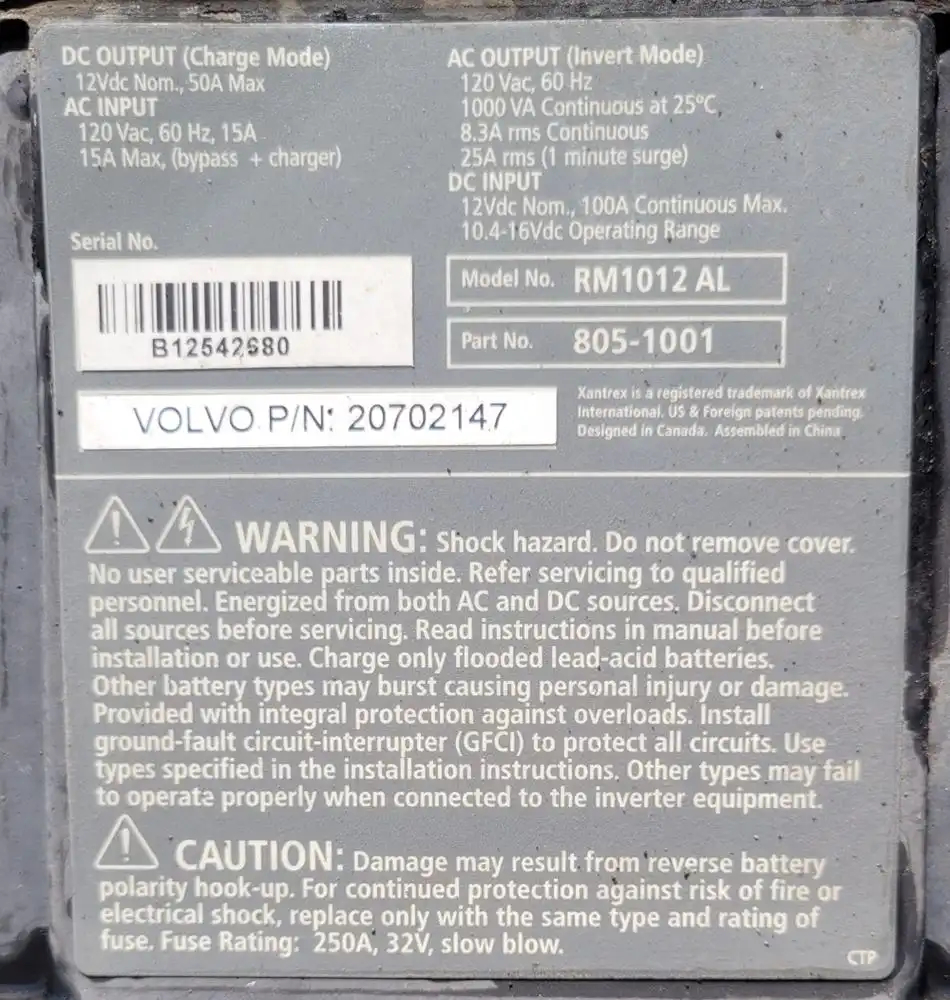 DC OUTPUT (Charge Mode)
12Vdc Nom., 50A Max
AC INPUT
120 Vac, 60 Hz, 15A
15A Max, (bypass + charger)
AC OUTPUT (Invert Mode)
120 Vac, 60 Hz
1000 VA Continuous at 25°C
8.3A rms Continuous
25A rms (1 minute surge)
DC INPUT
12Vdc Nom., 100A Continuous Max.
10.4-16Vdc Operating Range
Serial No.
B12542680
Model No. RM1012 AL
Part No. 805-1001
VOLVO P/N: 20702147
Xantrex is a registered trademark of Xantrex
International. US & Foreign patents pending.
Designed in Canada. Assembled in China
WARNING: Shock hazard. Do not remove cover.
No user serviceable parts inside. Refer servicing to qualified
personnel. Energized from both AC and DC sources. Disconnect
all sources before servicing. Read instructions in manual before
installation or use. Charge only flooded lead-acid batteries.
Other battery types may burst causing personal injury or damage.
Provided with integral protection against overloads. Install
ground-fault circuit-interrupter (GFCI) to protect all circuits. Use
types specified in the installation instructions. Other types may fail
to operate properly when connected to the inverter equipment.
CAUTION: Damage may result from reverse battery
polarity hook-up. For continued protection against risk of fire or
electrical shock, replace only with the same type and rating of
fuse. Fuse Rating: 250A, 32V, slow blow.
CTP